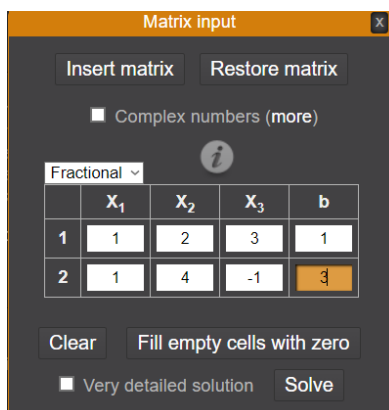 Matrix input x
Insert matrix Restore matrix
Complex numbers (more)
i
Fractional
X₁ X₂ X₃ b
1 1 2 3 1
2 1 4 -1 3
Clear Fill empty cells with zero
Very detailed solution Solve